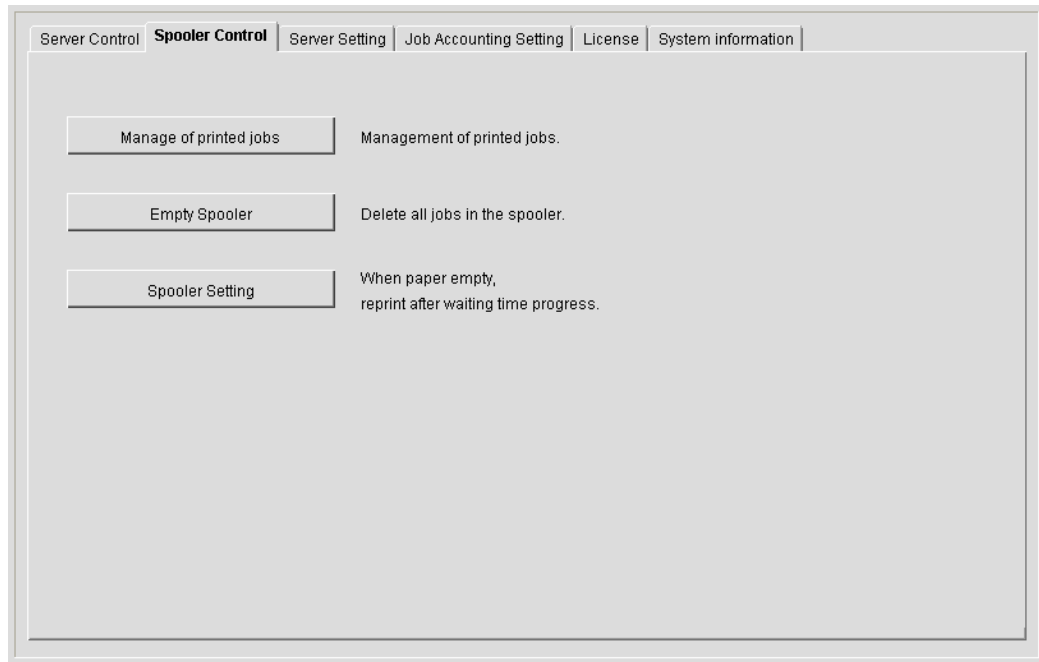 Server Control Spooler Control Server Setting Job Accounting Setting License System information
Manage of printed jobs Management of printed jobs.
Empty Spooler Delete all jobs in the spooler.
Spooler Setting When paper empty,
reprint after waiting time progress.